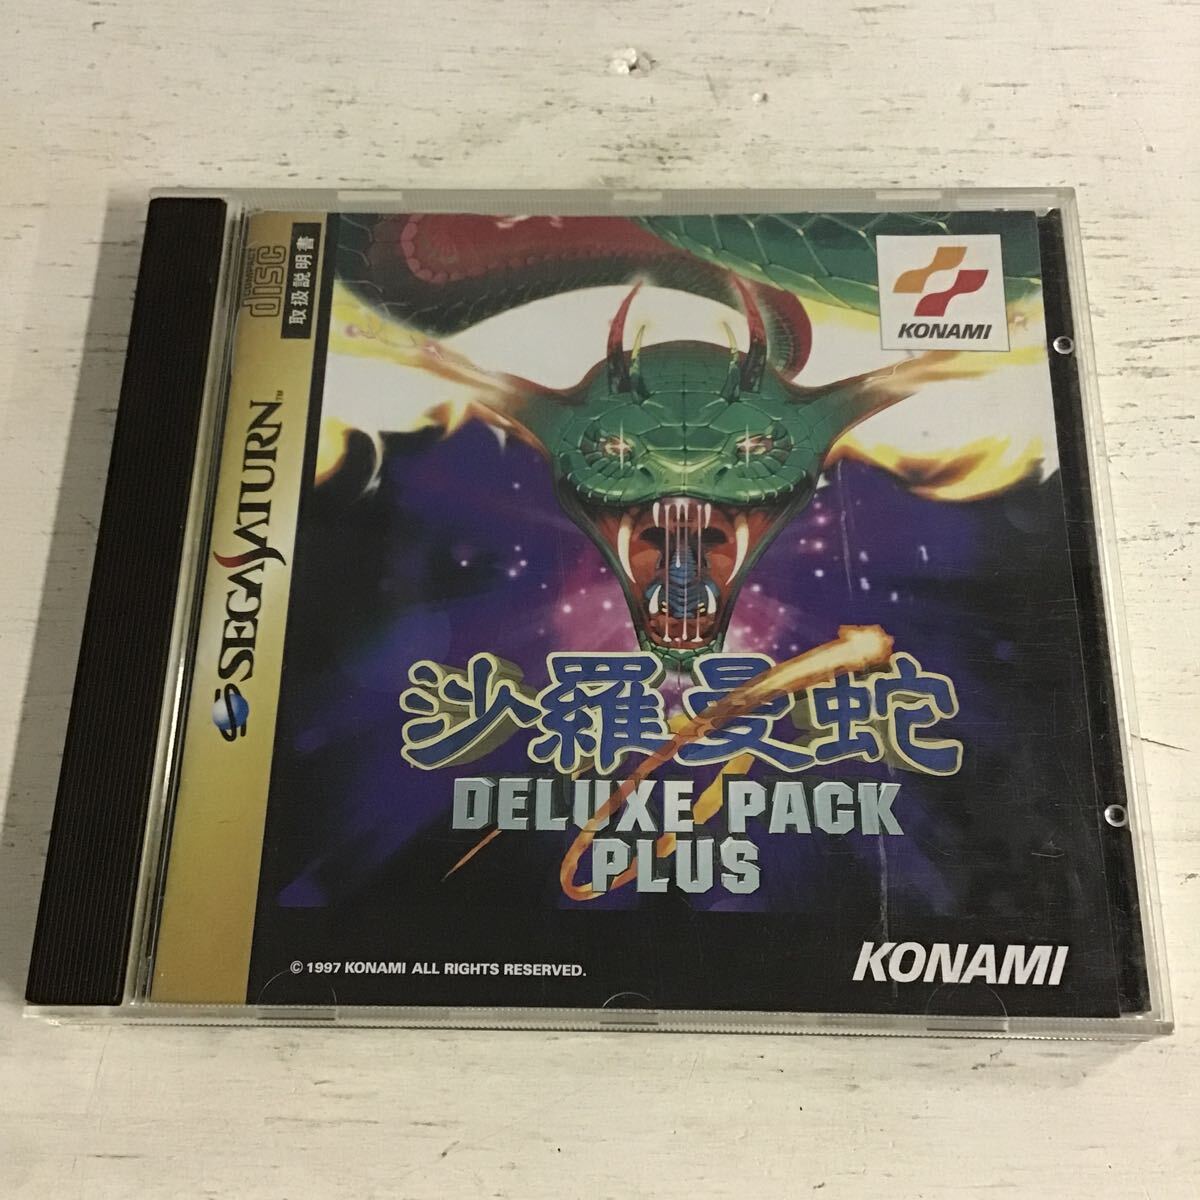 COMPACT
disc
取扱説明書
SEGA SATURN™
KONAMI
沙羅曼蛇
DELUXE PACK
PLUS
© 1997 KONAMI ALL RIGHTS RESERVED.
KONAMI